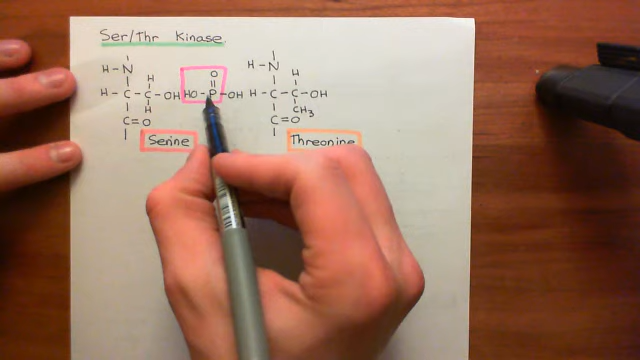 Ser/Thr Kinase
H-N
H
H-C-C-OH
H
C=O
O
HO-P-OH
H-N
H
H-C-C-OH
CH3
C=O
Serine
Threonine